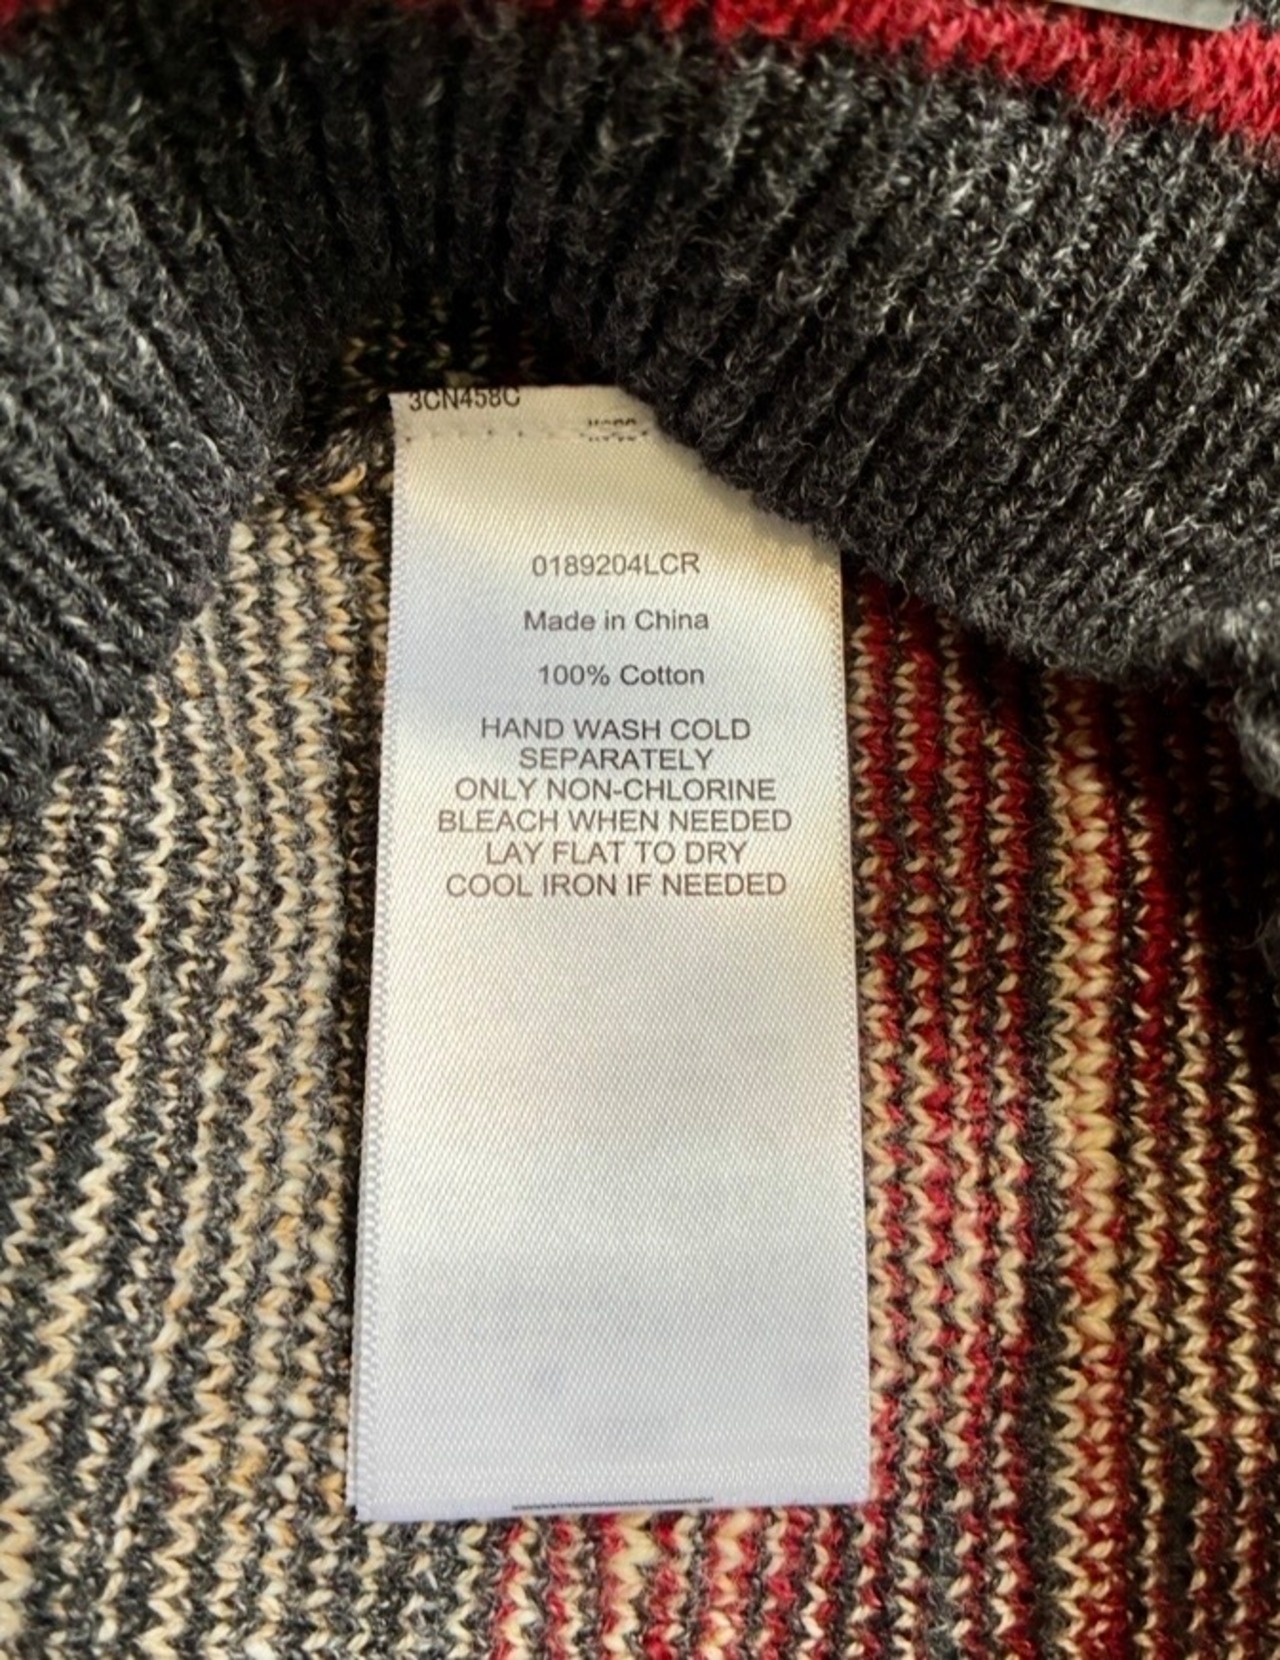 3CN458C
0189204LCR
Made in China
100% Cotton
HAND WASH COLD
SEPARATELY
ONLY NON-CHLORINE
BLEACH WHEN NEEDED
LAY FLAT TO DRY
COOL IRON IF NEEDED